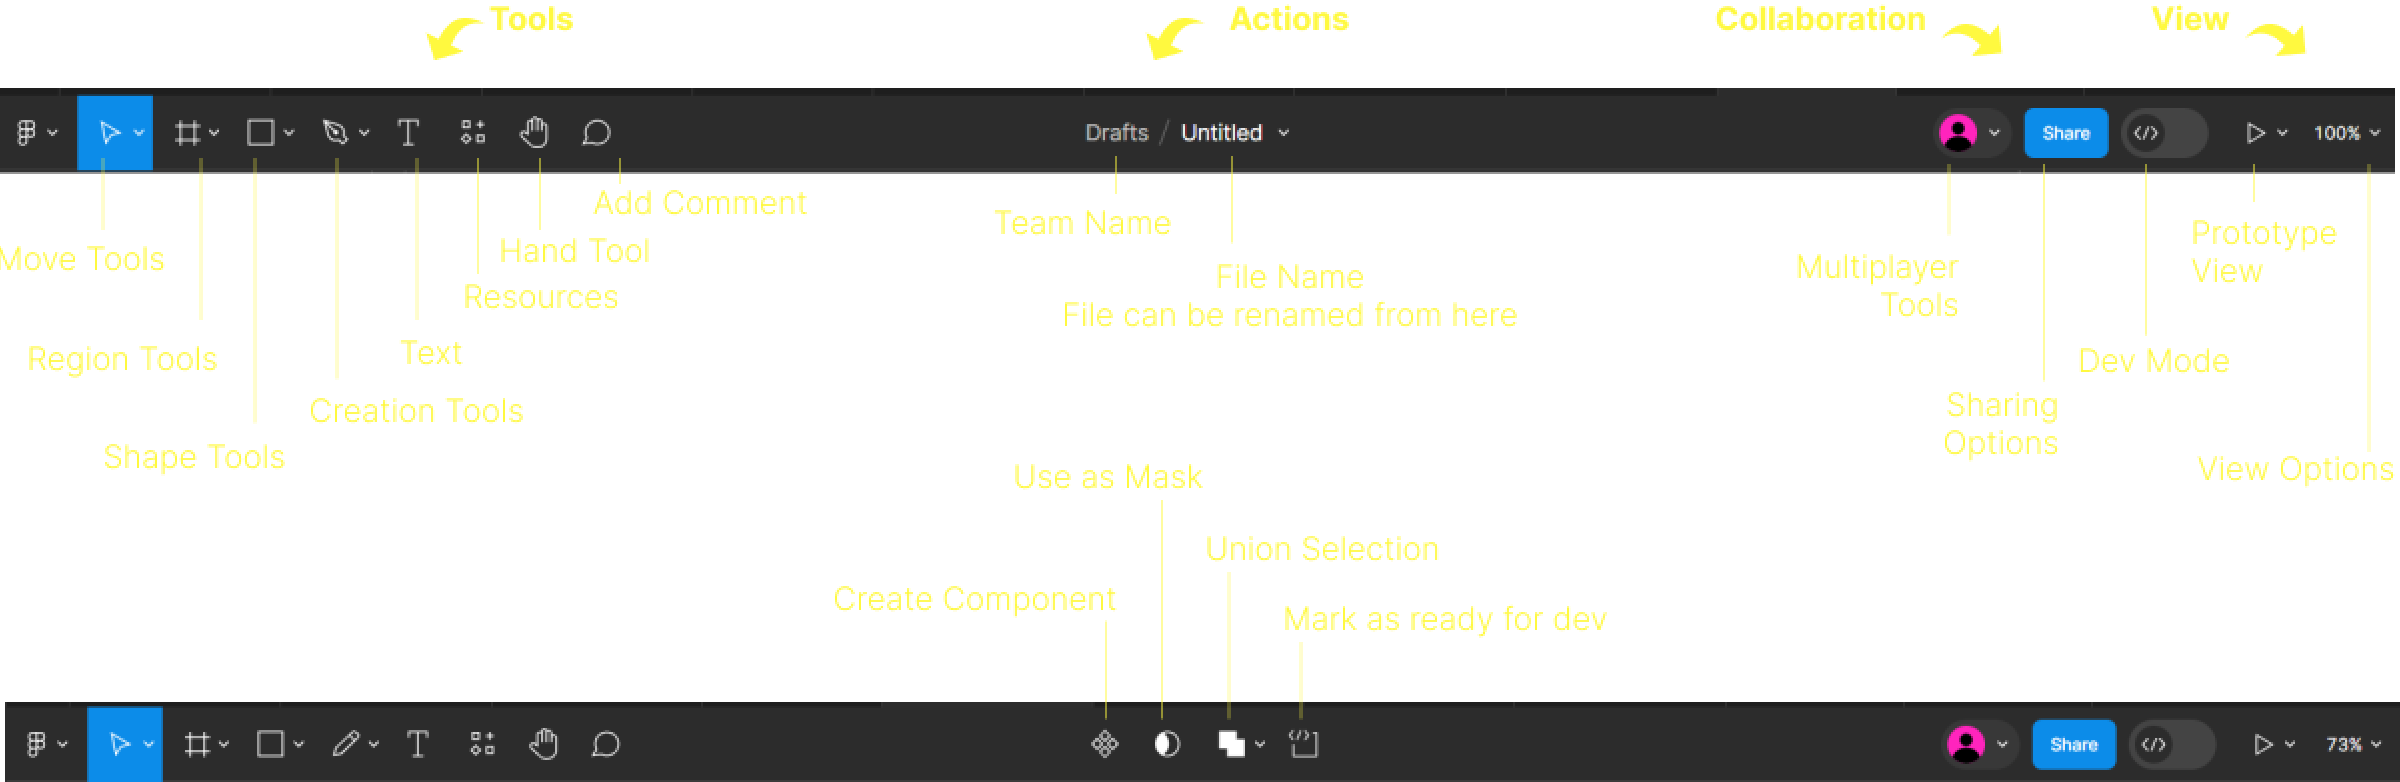 Tools
Actions
Collaboration
View
Drafts / Untitled
Share
100%
Add Comment
Team Name
Hand Tool
Move Tools
Prototype
View
Multiplayer
Tools
File Name
File can be renamed from here
Resources
Region Tools
Text
Dev Mode
Creation Tools
Sharing
Options
Shape Tools
View Options
Use as Mask
Union Selection
Create Component
Mark as ready for dev
Share
73%